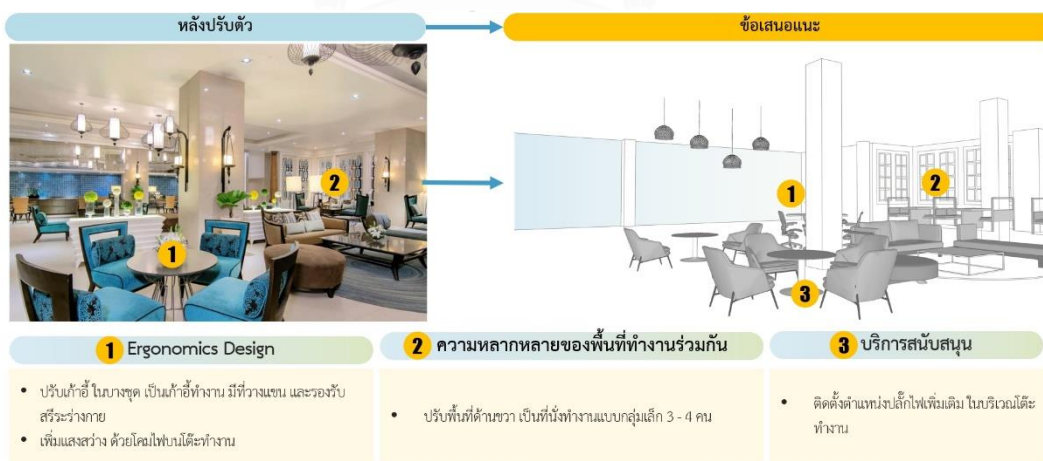 หลังปรับตัว
ข้อเสนอแนะ
2
1
1
2
3
1 Ergonomics Design
• ปรับเก้าอี้ ในบางชุด เป็นเก้าอี้ทำงาน มีที่วางแขน และรองรับ
สรีระร่างกาย
• เพิ่มแสงสว่าง ด้วยโคมไฟบนโต๊ะทำงาน
2 ความหลากหลายของพื้นที่ทำงานร่วมกัน
• ปรับพื้นที่ด้านขวา เป็นที่นั่งทำงานแบบกลุ่มเล็ก 3 - 4 คน
3 บริการสนับสนุน
• ติดตั้งตำแหน่งปลั๊กไฟเพิ่มเติม ในบริเวณโต๊ะ
ทำงาน